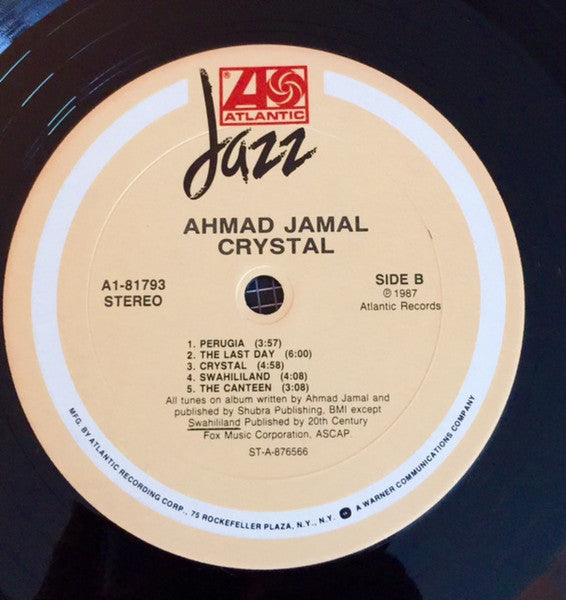 ®
ATLANTIC
Jazz
AHMAD JAMAL
CRYSTAL
A1-81793
STEREO
SIDE B
℗ 1987
Atlantic Records
1. PERUGIA (3:57)
2. THE LAST DAY (6:00)
3. CRYSTAL (4:58)
4. SWAHILILAND (4:08)
5. THE CANTEEN (3:08)
All tunes on album written by Ahmad Jamal and
published by Shubra Publishing, BMI except
Swahililand Published by 20th Century
Fox Music Corporation, ASCAP.
ST-A-876566
MFG. BY ATLANTIC RECORDING CORP., 75 ROCKEFELLER PLAZA, N.Y., N.Y. A WARNER COMMUNICATIONS COMPANY